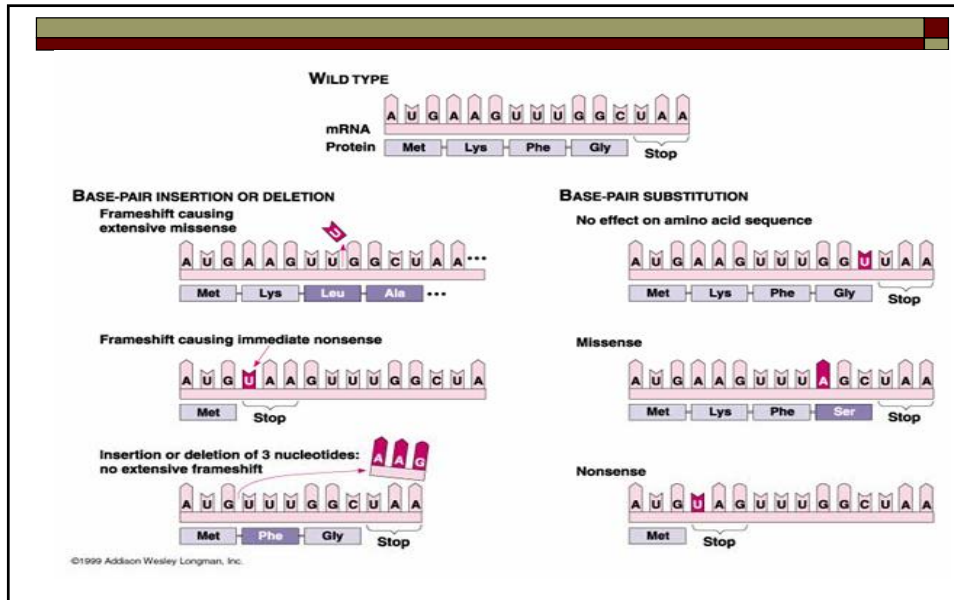 WILD TYPE
A U G A A G U U U G G C U A A
mRNA
Protein Met Lys Phe Gly Stop
BASE-PAIR INSERTION OR DELETION
Frameshift causing
extensive missense
U
A U G A A G U U G G C U A A ...
Met Lys Leu Ala ...
Frameshift causing immediate nonsense
A U G U A A G U U U G G C U A
Met Stop
Insertion or deletion of 3 nucleotides:
no extensive frameshift
A A G
A U G U U U G G C U A A
Met Phe Gly Stop
BASE-PAIR SUBSTITUTION
No effect on amino acid sequence
A U G A A G U U U G G U U A A
Met Lys Phe Gly Stop
Missense
A U G A A G U U U A G C U A A
Met Lys Phe Ser Stop
Nonsense
A U G U A G U U U G G C U A A
Met Stop
©1999 Addison Wesley Longman, Inc.